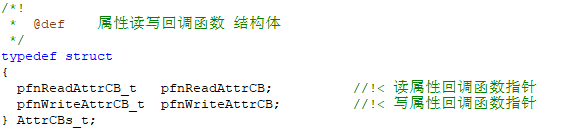 /*!
 *  @def    属性读写回调函数 结构体
 */
typedef struct
{
  pfnReadAttrCB_t   pfnReadAttrCB;          //!< 读属性回调函数指针
  pfnWriteAttrCB_t  pfnWriteAttrCB;         //!< 写属性回调函数指针
} AttrCBs_t;